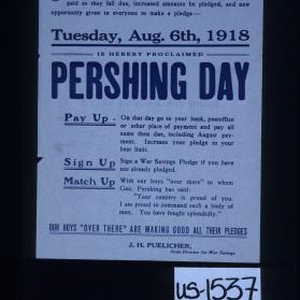 paid as they fall due, increased amounts be pledged, and new
opportunity given to everyone to make a pledge—
Tuesday, Aug. 6th, 1918
IS HEREBY PROCLAIMED
PERSHING DAY
Pay Up - On that day go to your bank, postoffice
or other place of payment and pay all
sums then due, including August pay-
ment. Increase your pledge to your
best limit.
Sign Up Sign a War Savings Pledge if you have
not already pledged.
Match Up With our boys "over there" to whom
Gen. Pershing has said:
"Your country is proud of you.
I am proud to command such a body of
men. You have fought splendidly."
OUR BOYS "OVER THERE" ARE MAKING GOOD ALL THEIR PLEDGES
J. H. PUELICHER,
State Director for War Savings
US-1537